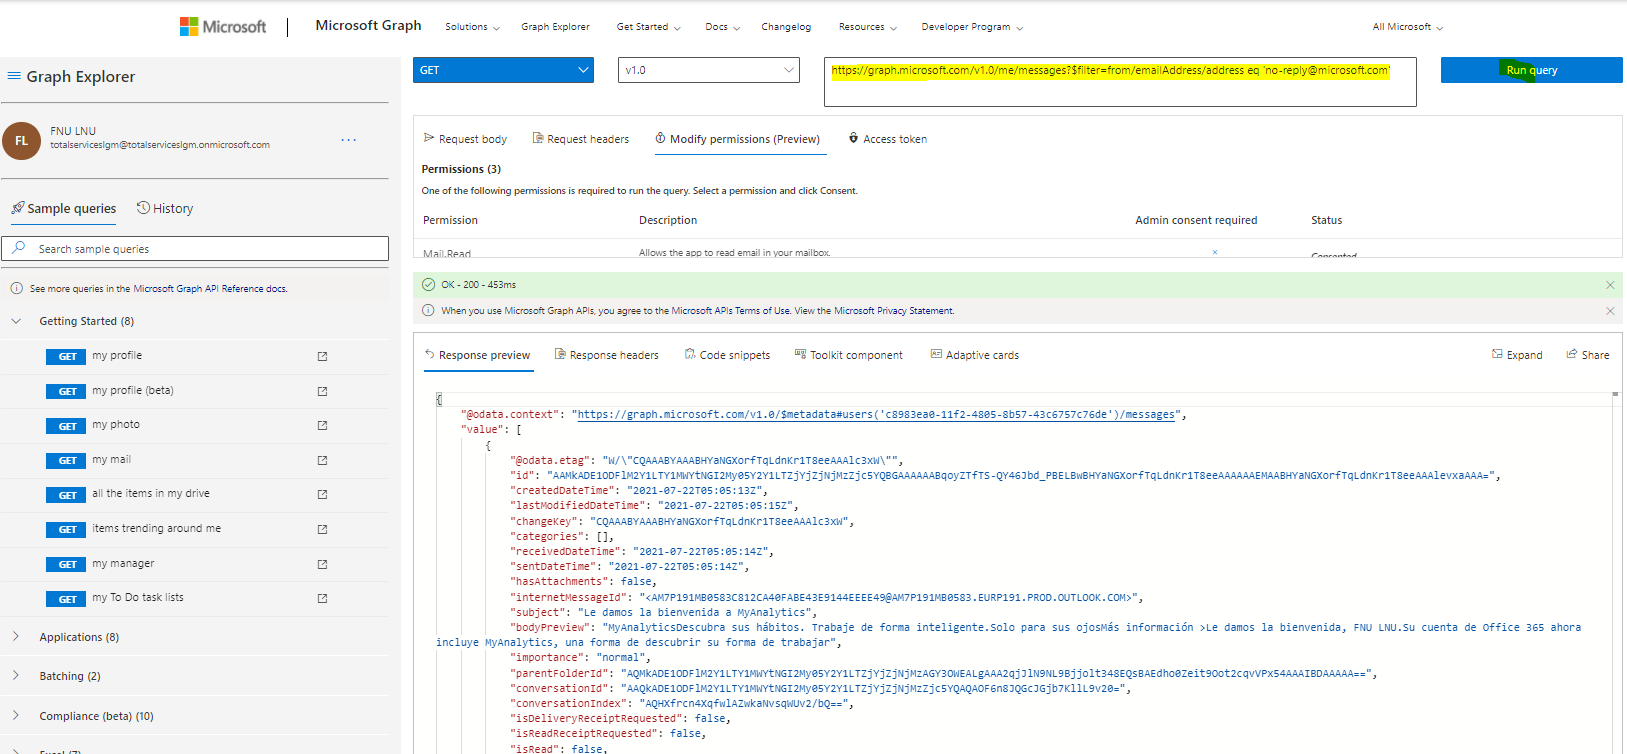 Microsoft
Microsoft Graph
Solutions
Graph Explorer
Get Started
Docs
Changelog
Resources
Developer Program
All Microsoft
Graph Explorer
GET
v1.0
https://graph.microsoft.com/v1.0/me/messages?$filter=from/emailAddress/address eq 'no-reply@microsoft.com'
Run query
FL
FNU LNU
totalserviceslgm@totalserviceslgm.onmicrosoft.com
...
Sample queries
History
Search sample queries
See more queries in the Microsoft Graph API Reference docs.
Getting Started (8)
GET my profile
GET my profile (beta)
GET my photo
GET my mail
GET all the items in my drive
GET items trending around me
GET my manager
GET my To Do task lists
Applications (8)
Batching (2)
Compliance (beta) (10)
Excel (7)
Request body
Request headers
Modify permissions (Preview)
Access token
Permissions (3)
One of the following permissions is required to run the query. Select a permission and click Consent.
Permission Description Admin consent required Status
Mail.Read Allows the app to read email in your mailbox. Consented
OK - 200 - 453ms
When you use Microsoft Graph APIs, you agree to the Microsoft APIs Terms of Use. View the Microsoft Privacy Statement.
Response preview
Response headers
Code snippets
Toolkit component
Adaptive cards
Expand
Share
{
"@odata.context": "https://graph.microsoft.com/v1.0/$metadata#users('c8983ea0-11f2-4805-8b57-43c6757c76de')/messages",
"value": [
{
"@odata.etag": "W/\"CQAAABYAAABHYaNGXorfTqLdnKr1T8eeAAAlc3xW\"",
"id": "AAMkADE1ODFlM2Y1LTY1MWYtNGI2My05Y2Y1LTZjYjZjNjMzZjc5YQBGAAAAAABqoyZTfTS-QY46Jbd_PBELBwBHYaNGXorfTqLdnKr1T8eeAAAAAAEMAABHYaNGXorfTqLdnKr1T8eeAAAlevxaAAA=",
"createdDateTime": "2021-07-22T05:05:13Z",
"lastModifiedDateTime": "2021-07-22T05:05:15Z",
"changeKey": "CQAAABYAAABHYaNGXorfTqLdnKr1T8eeAAAlc3xW",
"categories": [],
"receivedDateTime": "2021-07-22T05:05:14Z",
"sentDateTime": "2021-07-22T05:05:14Z",
"hasAttachments": false,
"internetMessageId": "<AM7P191MB0583C812CA40FABE43E9144EEEE49@AM7P191MB0583.EURP191.PROD.OUTLOOK.COM>",
"subject": "Le damos la bienvenida a MyAnalytics",
"bodyPreview": "MyAnalyticsDescubra sus hábitos. Trabaje de forma inteligente.Solo para sus ojosMás información >Le damos la bienvenida, FNU LNU.Su cuenta de Office 365 ahora
incluye MyAnalytics, una forma de descubrir su forma de trabajar",
"importance": "normal",
"parentFolderId": "AQMkADE1ODFlM2Y1LTY1MWYtNGI2My05Y2Y1LTZjYjZjNjMzAGY3OWEALgAAA2qjJlN9NL9Bjjolt348EQsBAEdho0Zeit9Oot2cqvVPx54AAAIBDAAAAA==",
"conversationId": "AAQkADE1ODFlM2Y1LTY1MWYtNGI2My05Y2Y1LTZjYjZjNjMzZjc5YQAQAOF6n8JQGcJGjb7KllL9v20=",
"conversationIndex": "AQHXfrcn4XqfwlAZwkaNvsqWUv2/bQ==",
"isDeliveryReceiptRequested": false,
"isReadReceiptRequested": false,
"isRead": false,